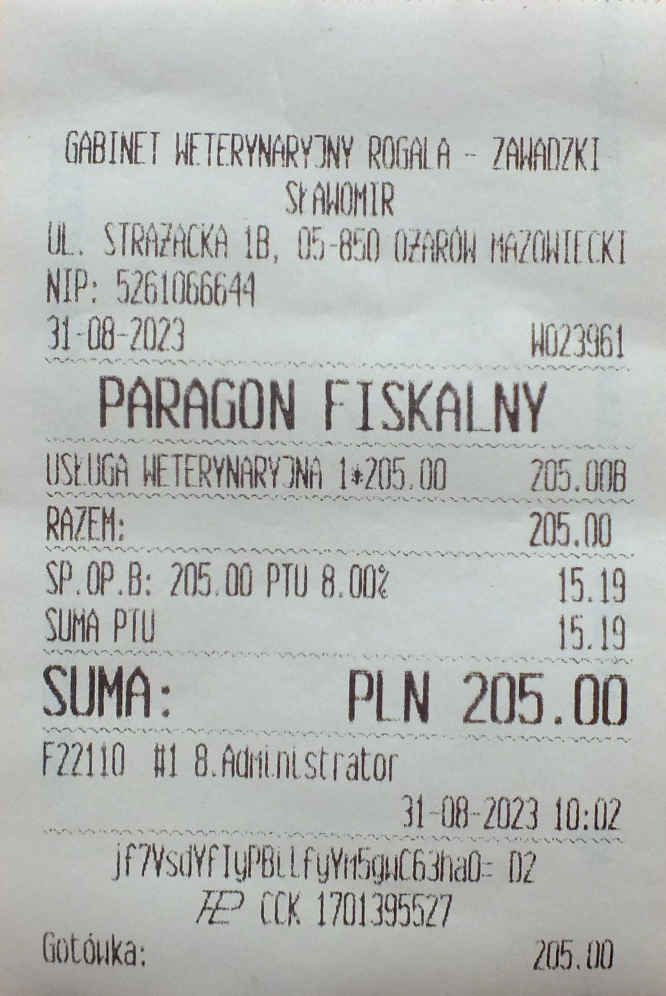 GABINET WETERYNARYJNY ROGALA - ZAWADZKI
SŁAWOMIR
UL. STRAŻACKA 1B, 05-850 OŻARÓW MAZOWIECKI
NIP: 5261066644
31-08-2023 W023961
PARAGON FISKALNY
USŁUGA WETERYNARYJNA 1*205.00 205.00B
RAZEM: 205.00
SP.OP.B: 205.00 PTU 8.00% 15.19
SUMA PTU 15.19
SUMA: PLN 205.00
F22110 #1 8.Administrator
31-08-2023 10:02
CCK 1701395527
Gotówka: 205.00